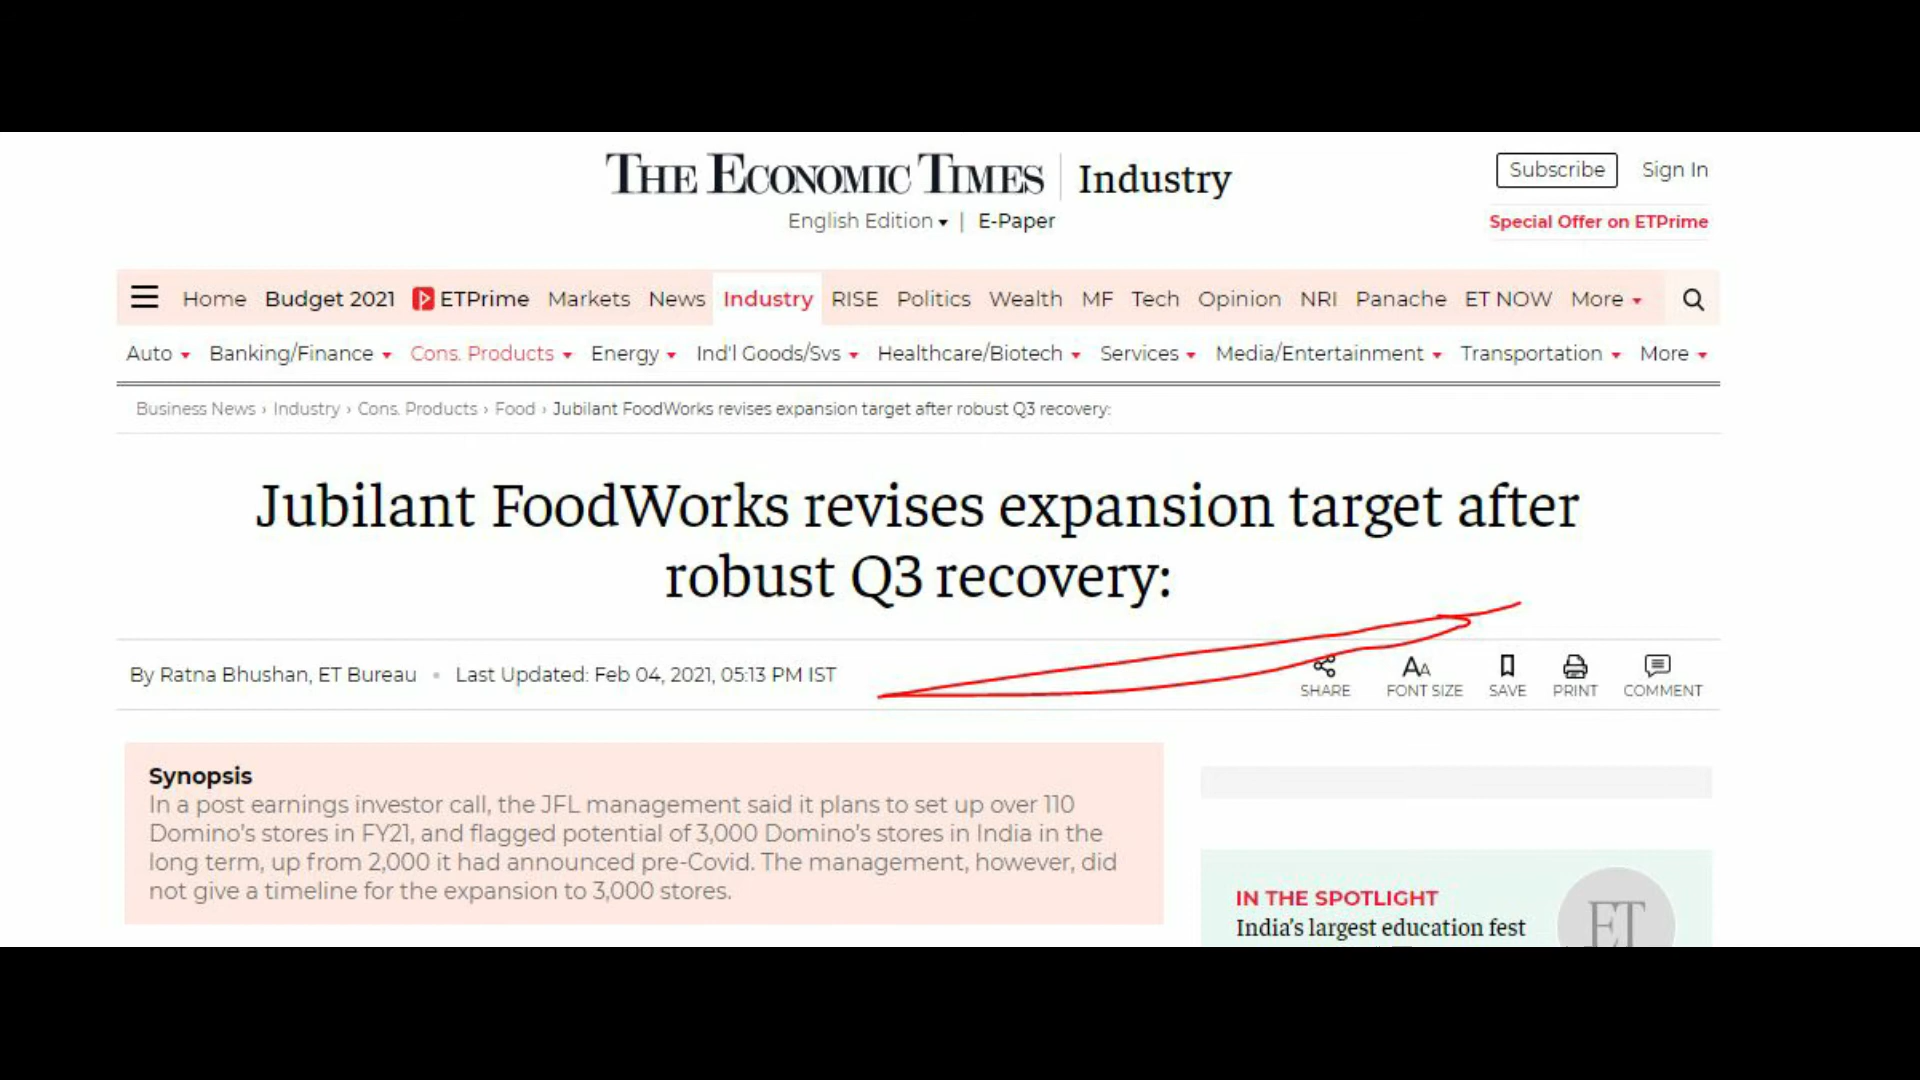 THE ECONOMIC TIMES | Industry
Subscribe Sign In
English Edition | E-Paper
Special Offer on ETPrime
Home Budget 2021 ETPrime Markets News Industry RISE Politics Wealth MF Tech Opinion NRI Panache ET NOW More
Auto Banking/Finance Cons. Products Energy Ind'l Goods/Svs Healthcare/Biotech Services Media/Entertainment Transportation More
Business News › Industry › Cons. Products › Food › Jubilant FoodWorks revises expansion target after robust Q3 recovery:
Jubilant FoodWorks revises expansion target after
robust Q3 recovery:
By Ratna Bhushan, ET Bureau • Last Updated: Feb 04, 2021, 05:13 PM IST
SHARE FONT SIZE SAVE PRINT COMMENT
Synopsis
In a post earnings investor call, the JFL management said it plans to set up over 110
Domino's stores in FY21, and flagged potential of 3,000 Domino's stores in India in the
long term, up from 2,000 it had announced pre-Covid. The management, however, did
not give a timeline for the expansion to 3,000 stores.
IN THE SPOTLIGHT
India's largest education fest
ET